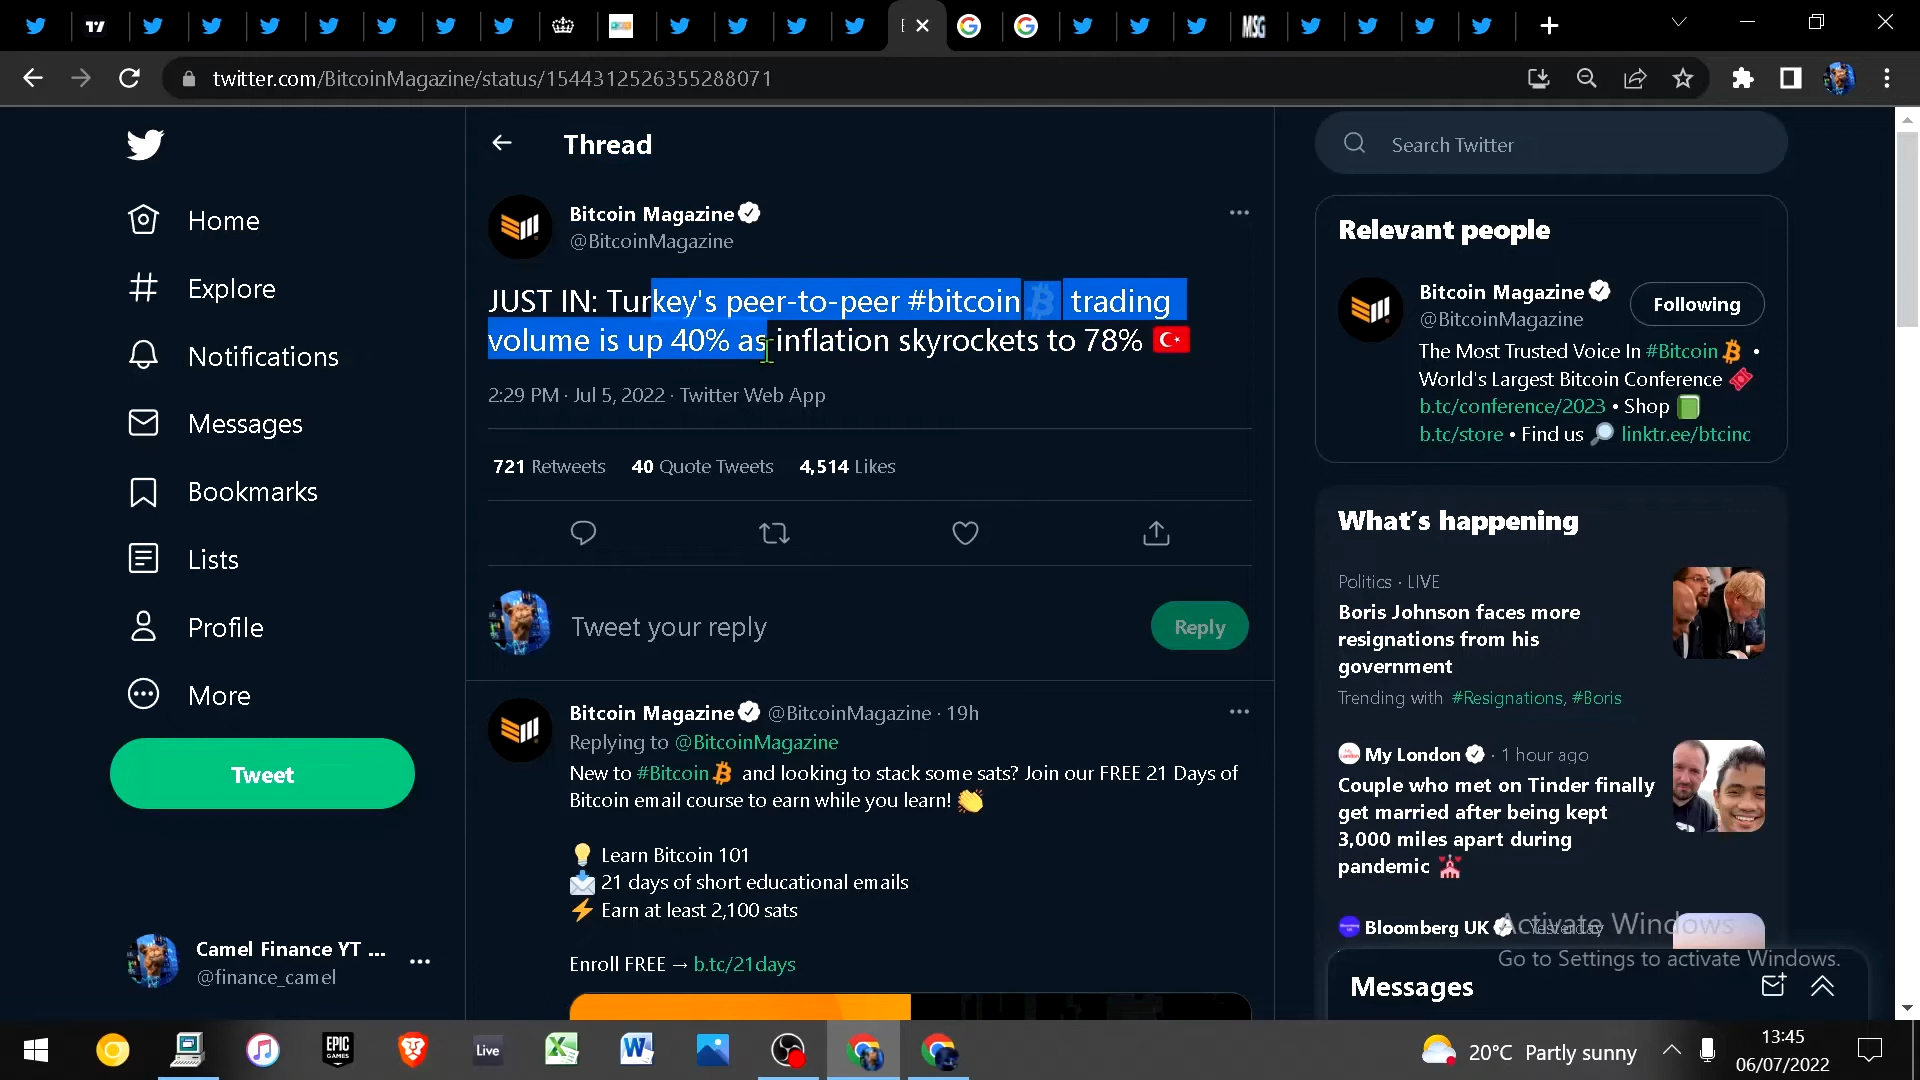 twitter.com/BitcoinMagazine/status/1544312526355288071
MSG
Home
Explore
Notifications
Messages
Bookmarks
Lists
Profile
More
Tweet
Camel Finance YT ...
@finance_camel
Thread
Bitcoin Magazine
@BitcoinMagazine
JUST IN: Turkey's peer-to-peer #bitcoin trading
volume is up 40% as inflation skyrockets to 78%
2:29 PM · Jul 5, 2022 · Twitter Web App
721 Retweets 40 Quote Tweets 4,514 Likes
Tweet your reply
Reply
Bitcoin Magazine @BitcoinMagazine · 19h
Replying to @BitcoinMagazine
New to #Bitcoin and looking to stack some sats? Join our FREE 21 Days of
Bitcoin email course to earn while you learn!
Learn Bitcoin 101
21 days of short educational emails
Earn at least 2,100 sats
Enroll FREE → b.tc/21days
Search Twitter
Relevant people
Bitcoin Magazine
@BitcoinMagazine
Following
The Most Trusted Voice In #Bitcoin •
World's Largest Bitcoin Conference
b.tc/conference/2023 • Shop
b.tc/store • Find us linktr.ee/btcinc
What's happening
Politics · LIVE
Boris Johnson faces more
resignations from his
government
Trending with #Resignations, #Boris
My London · 1 hour ago
Couple who met on Tinder finally
get married after being kept
3,000 miles apart during
pandemic
Bloomberg UK Yesterday
Activate Windows
Go to Settings to activate Windows.
Messages
EPIC
GAMES
Live
20°C Partly sunny
13:45
06/07/2022